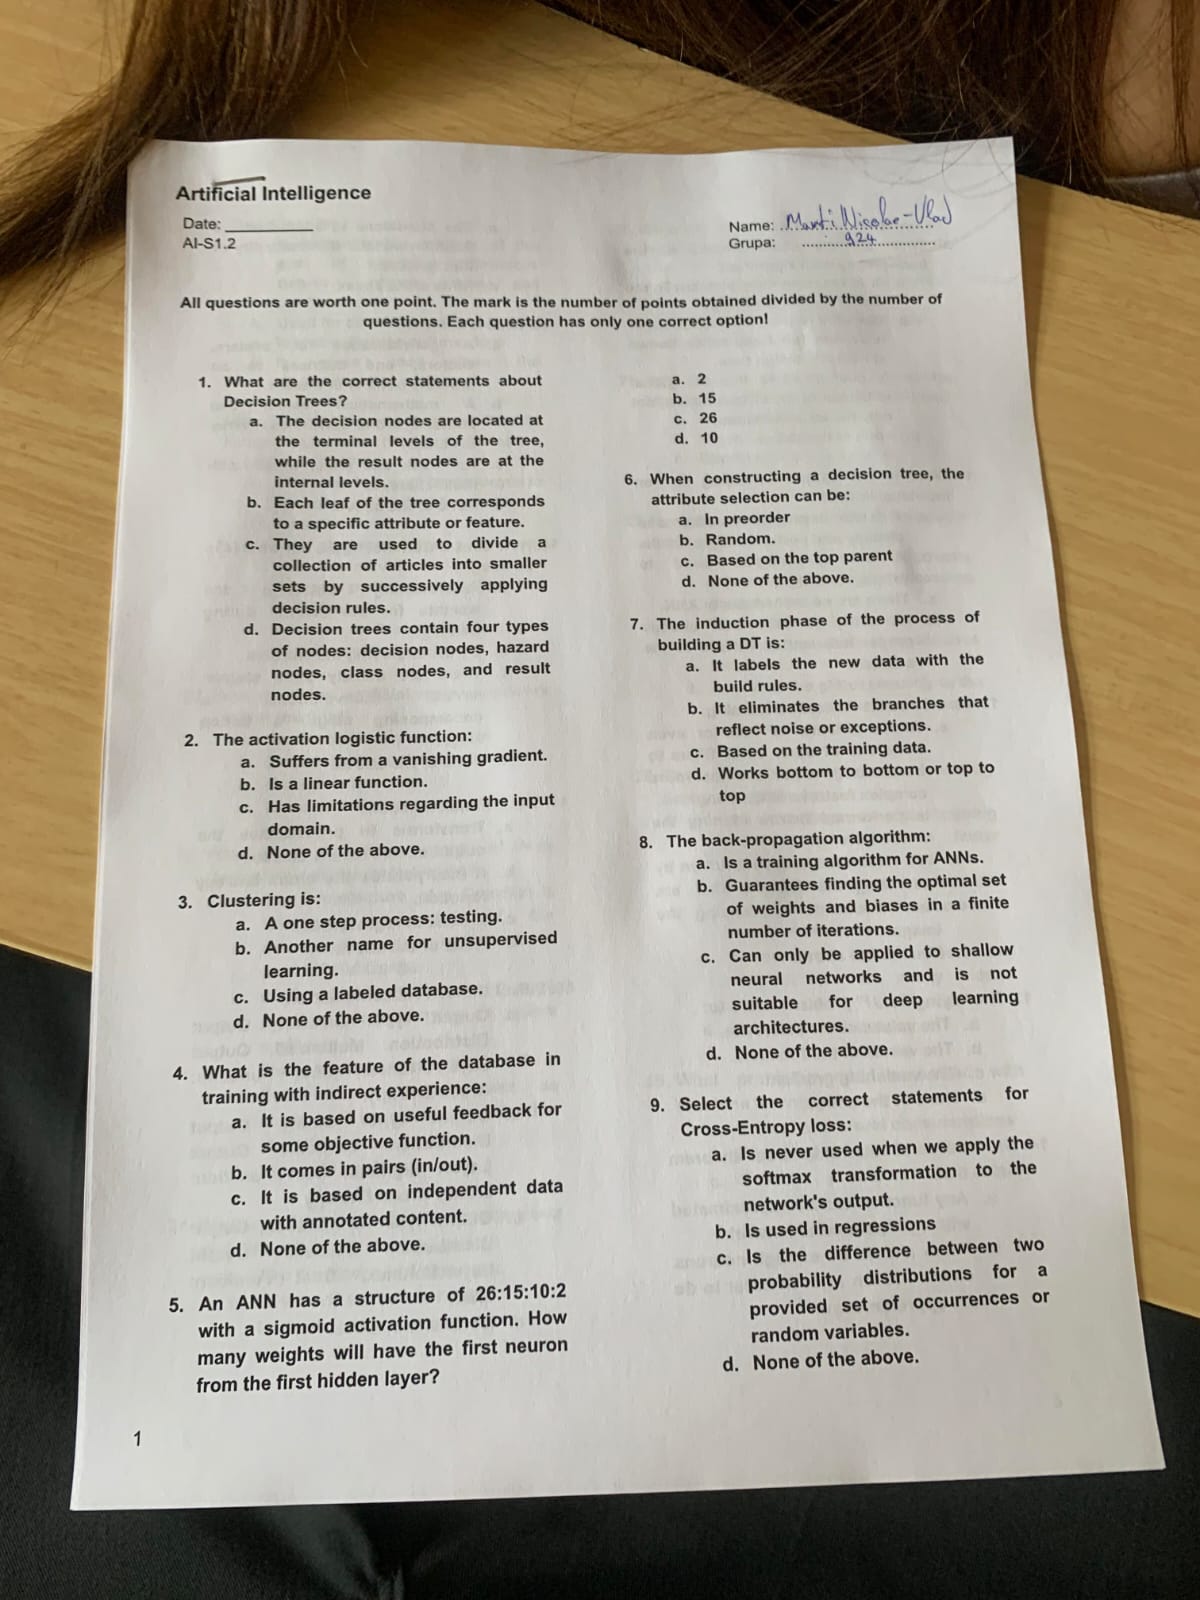 Artificial Intelligence
Date:
AI-S1.2
Name: Nicolae-Vlad
Grupa: 924
All questions are worth one point. The mark is the number of points obtained divided by the number of
questions. Each question has only one correct option!
1. What are the correct statements about
Decision Trees?
a. The decision nodes are located at
the terminal levels of the tree,
while the result nodes are at the
internal levels.
b. Each leaf of the tree corresponds
to a specific attribute or feature.
c. They are used to divide a
collection of articles into smaller
sets by successively applying
decision rules.
d. Decision trees contain four types
of nodes: decision nodes, hazard
nodes, class nodes, and result
nodes.
2. The activation logistic function:
a. Suffers from a vanishing gradient.
b. Is a linear function.
c. Has limitations regarding the input
domain.
d. None of the above.
3. Clustering is:
a. A one step process: testing.
b. Another name for unsupervised
learning.
c. Using a labeled database.
d. None of the above.
4. What is the feature of the database in
training with indirect experience:
a. It is based on useful feedback for
some objective function.
b. It comes in pairs (in/out).
c. It is based on independent data
with annotated content.
d. None of the above.
5. An ANN has a structure of 26:15:10:2
with a sigmoid activation function. How
many weights will have the first neuron
from the first hidden layer?
a. 2
b. 15
c. 26
d. 10
6. When constructing a decision tree, the
attribute selection can be:
a. In preorder
b. Random.
c. Based on the top parent
d. None of the above.
7. The induction phase of the process of
building a DT is:
a. It labels the new data with the
build rules.
b. It eliminates the branches that
reflect noise or exceptions.
c. Based on the training data.
d. Works bottom to bottom or top to
top
8. The back-propagation algorithm:
a. Is a training algorithm for ANNs.
b. Guarantees finding the optimal set
of weights and biases in a finite
number of iterations.
c. Can only be applied to shallow
neural networks and is not
suitable for deep learning
architectures.
d. None of the above.
9. Select the correct statements for
Cross-Entropy loss:
a. Is never used when we apply the
softmax transformation to the
network's output.
b. Is used in regressions
c. Is the difference between two
probability distributions for a
provided set of occurrences or
random variables.
d. None of the above.
1